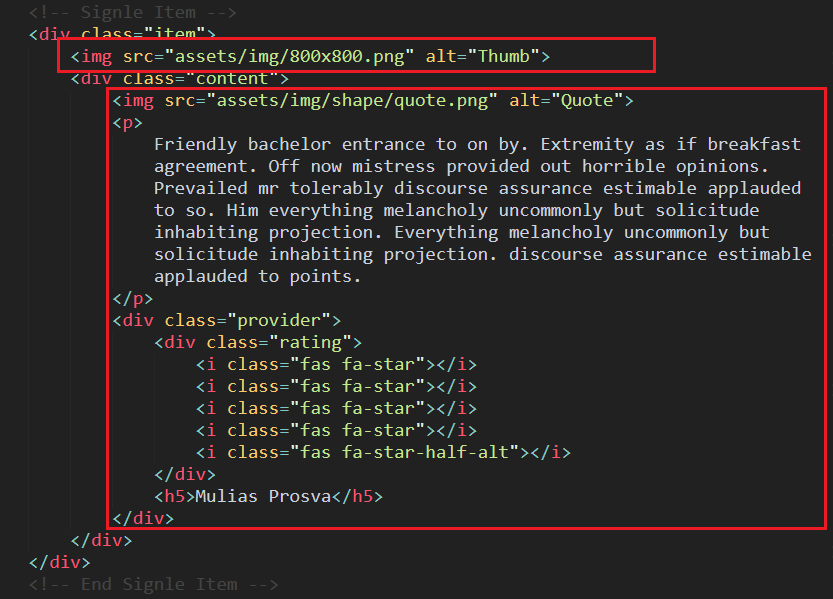 <!-- Signle Item -->
<div class="item">
<img src="assets/img/800x800.png" alt="Thumb">
<div class="content">
<img src="assets/img/shape/quote.png" alt="Quote">
<p>
Friendly bachelor entrance to on by. Extremity as if breakfast
agreement. Off now mistress provided out horrible opinions.
Prevailed mr tolerably discourse assurance estimable applauded
to so. Him everything melancholy uncommonly but solicitude
inhabiting projection. Everything melancholy uncommonly but
solicitude inhabiting projection. discourse assurance estimable
applauded to points.
</p>
<div class="provider">
<div class="rating">
<i class="fas fa-star"></i>
<i class="fas fa-star"></i>
<i class="fas fa-star"></i>
<i class="fas fa-star"></i>
<i class="fas fa-star-half-alt"></i>
</div>
<h5>Mulias Prosva</h5>
</div>
</div>
</div>
<!-- End Signle Item -->